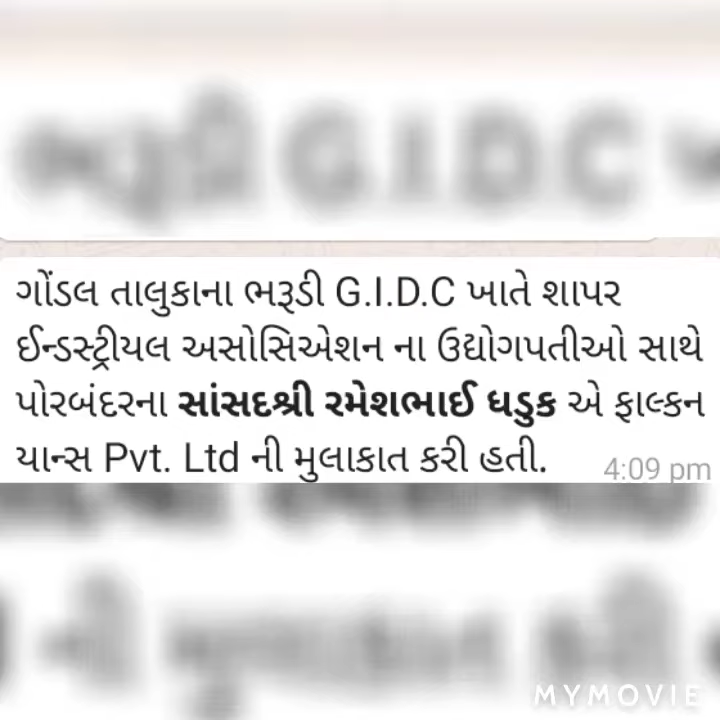 ગોંડલ તાલુકાના ભરૂડી G.I.D.C ખાતે શાપર
ઈન્ડસ્ટ્રીયલ અસોસિએશન ના ઉદ્યોગપતીઓ સાથે
પોરબંદરના સાંસદશ્રી રમેશભાઈ ધડુક એ ફાલ્કન
યાન્સ Pvt. Ltd ની મુલાકાત કરી હતી.
4:09 pm
MYMOVIE